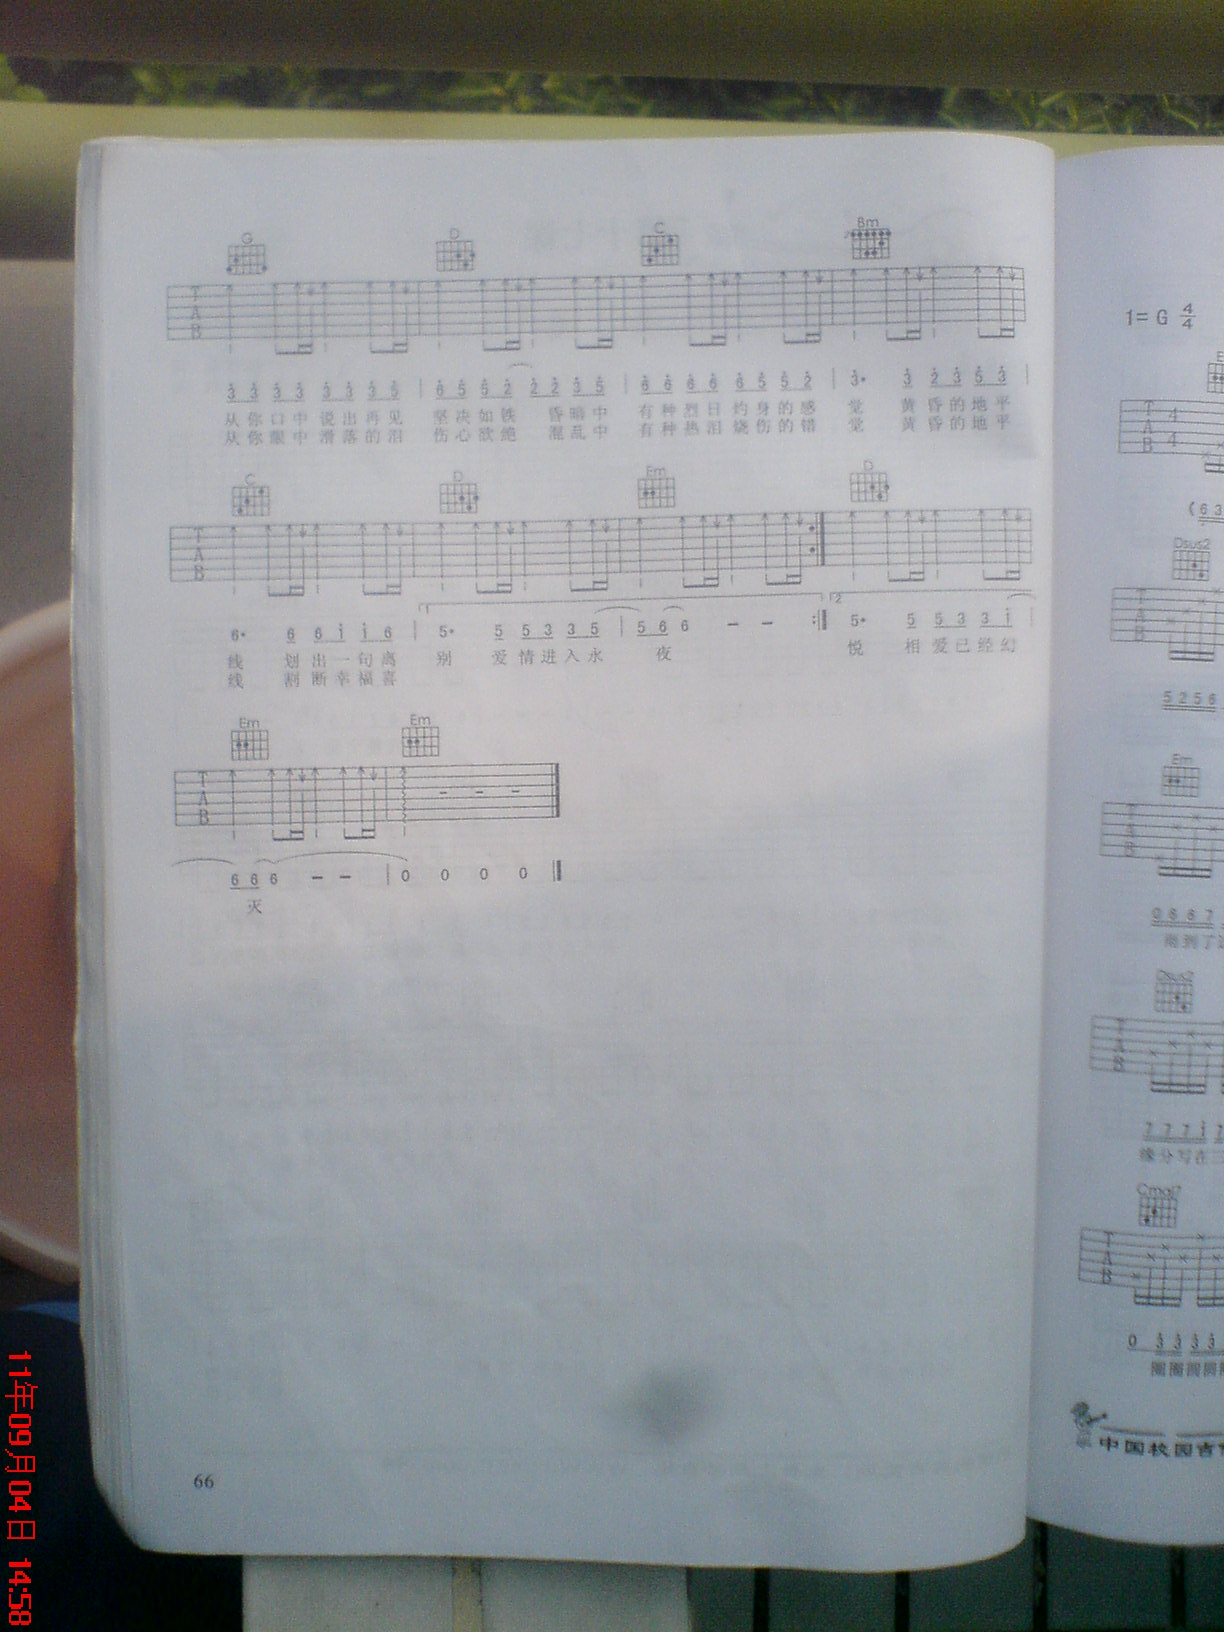 G D C Bm
T A B
3 3 3 3 3 3 3 5 | 6 5 5 2 2 2 3 5 | 6 6 6 6 6 5 5 2 | 3· 3 2 3 5 3 |
从你口中说出再见 坚决如铁 昏暗中 有种烈日灼身的感 觉 黄昏的地平
从你眼中滑落的泪 伤心欲绝 混乱中 有种热泪烧伤的错 觉 黄昏的地平
C D Em D
T A B
1 2
6· 6 6 i i 6 | 5· 5 5 3 3 5 | 5 6 6 - - :‖ 5· 5 5 3 3 i |
线 划出一句离 别 爱情进入永 夜 悦 相爱已经幻
线 割断幸福喜
Em Em
T A B
6 6 6 - - | 0 0 0 0 ‖
灭
66
1= G 4/4
T A B 4 4
(6 3
Dsus2
5 2 5 6
Em
T A B
0 6 6 7
Dsus2
T A B
7 7 7 i 7
缘分写在三
Cmaj7
T A B
0 3 3 3 3
中国校园吉
11年09月04日 14:58